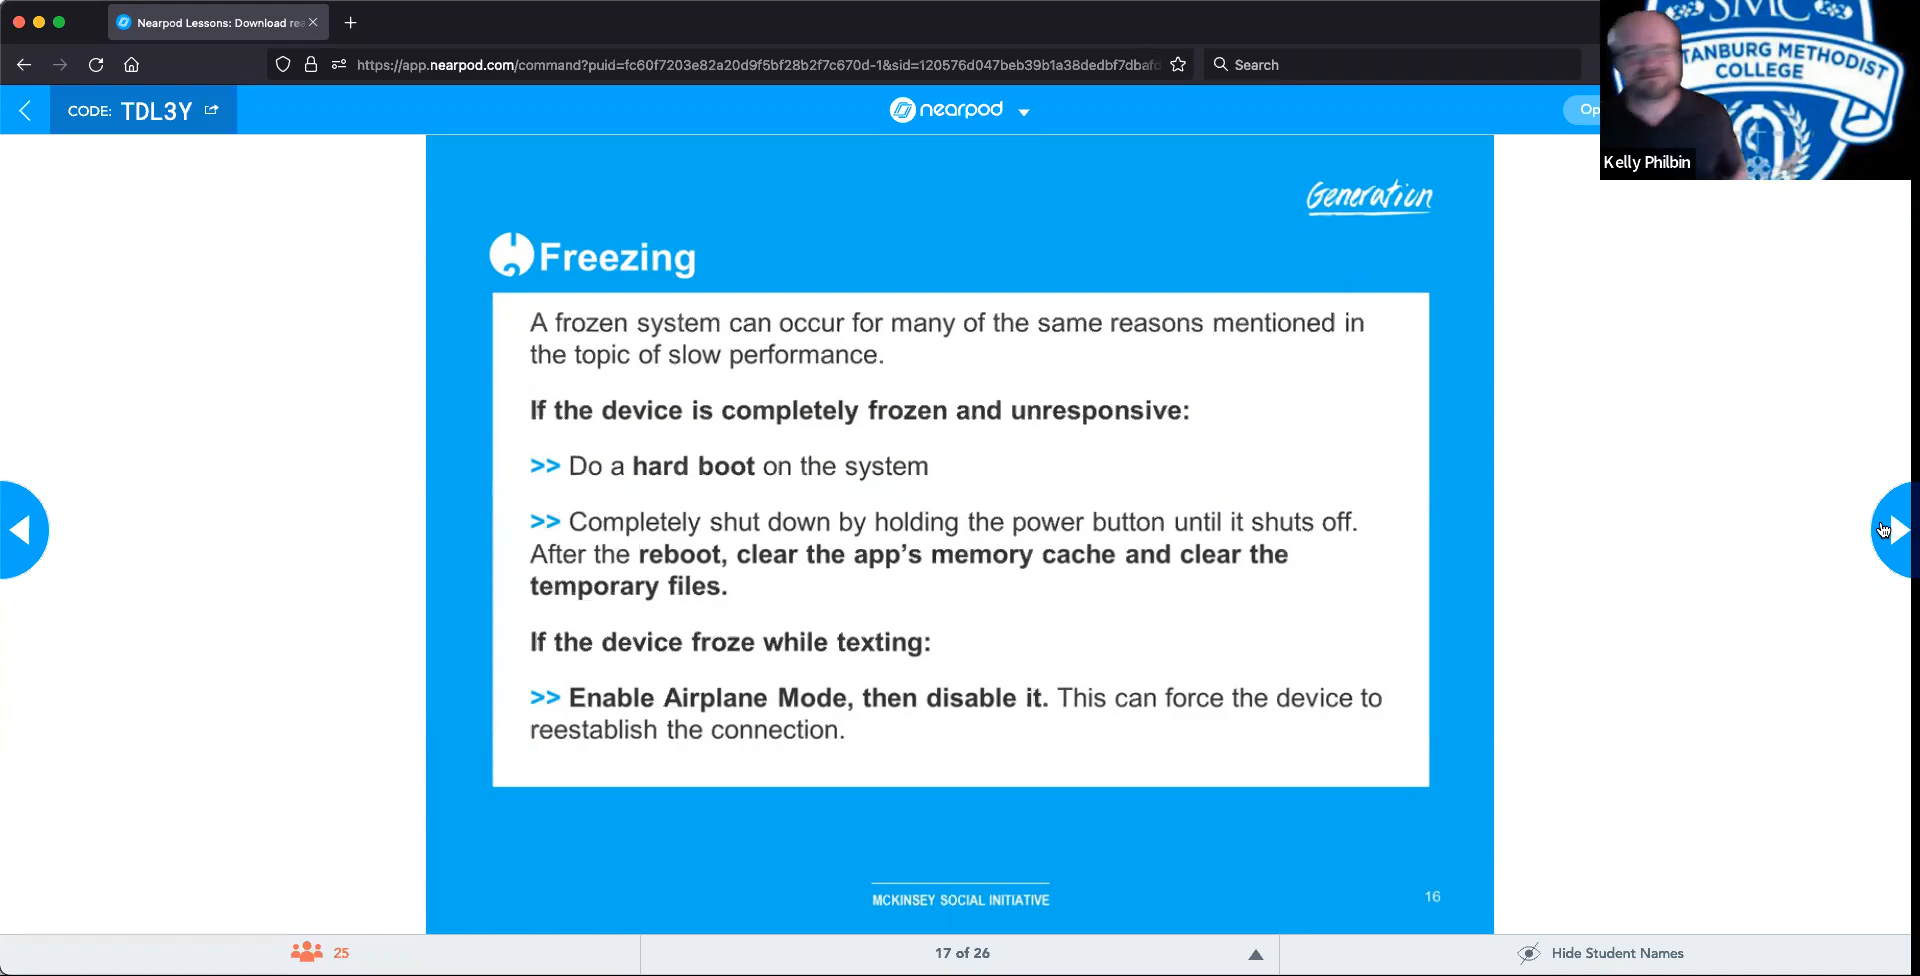 Nearpod Lessons: Download rea
https://app.nearpod.com/command?puid=fc60f7203e82a20d9f5bf28b2f7c670d-1&sid=120576d047beb39b1a38dedbf7dbafd
Search
SMC
TANBURG METHODIST
COLLEGE
Kelly Philbin
CODE: TDL3Y
nearpod
Op
Generation
Freezing
A frozen system can occur for many of the same reasons mentioned in
the topic of slow performance.
If the device is completely frozen and unresponsive:
>> Do a hard boot on the system
>> Completely shut down by holding the power button until it shuts off.
After the reboot, clear the app’s memory cache and clear the
temporary files.
If the device froze while texting:
>> Enable Airplane Mode, then disable it. This can force the device to
reestablish the connection.
MCKINSEY SOCIAL INITIATIVE
16
25
17 of 26
Hide Student Names